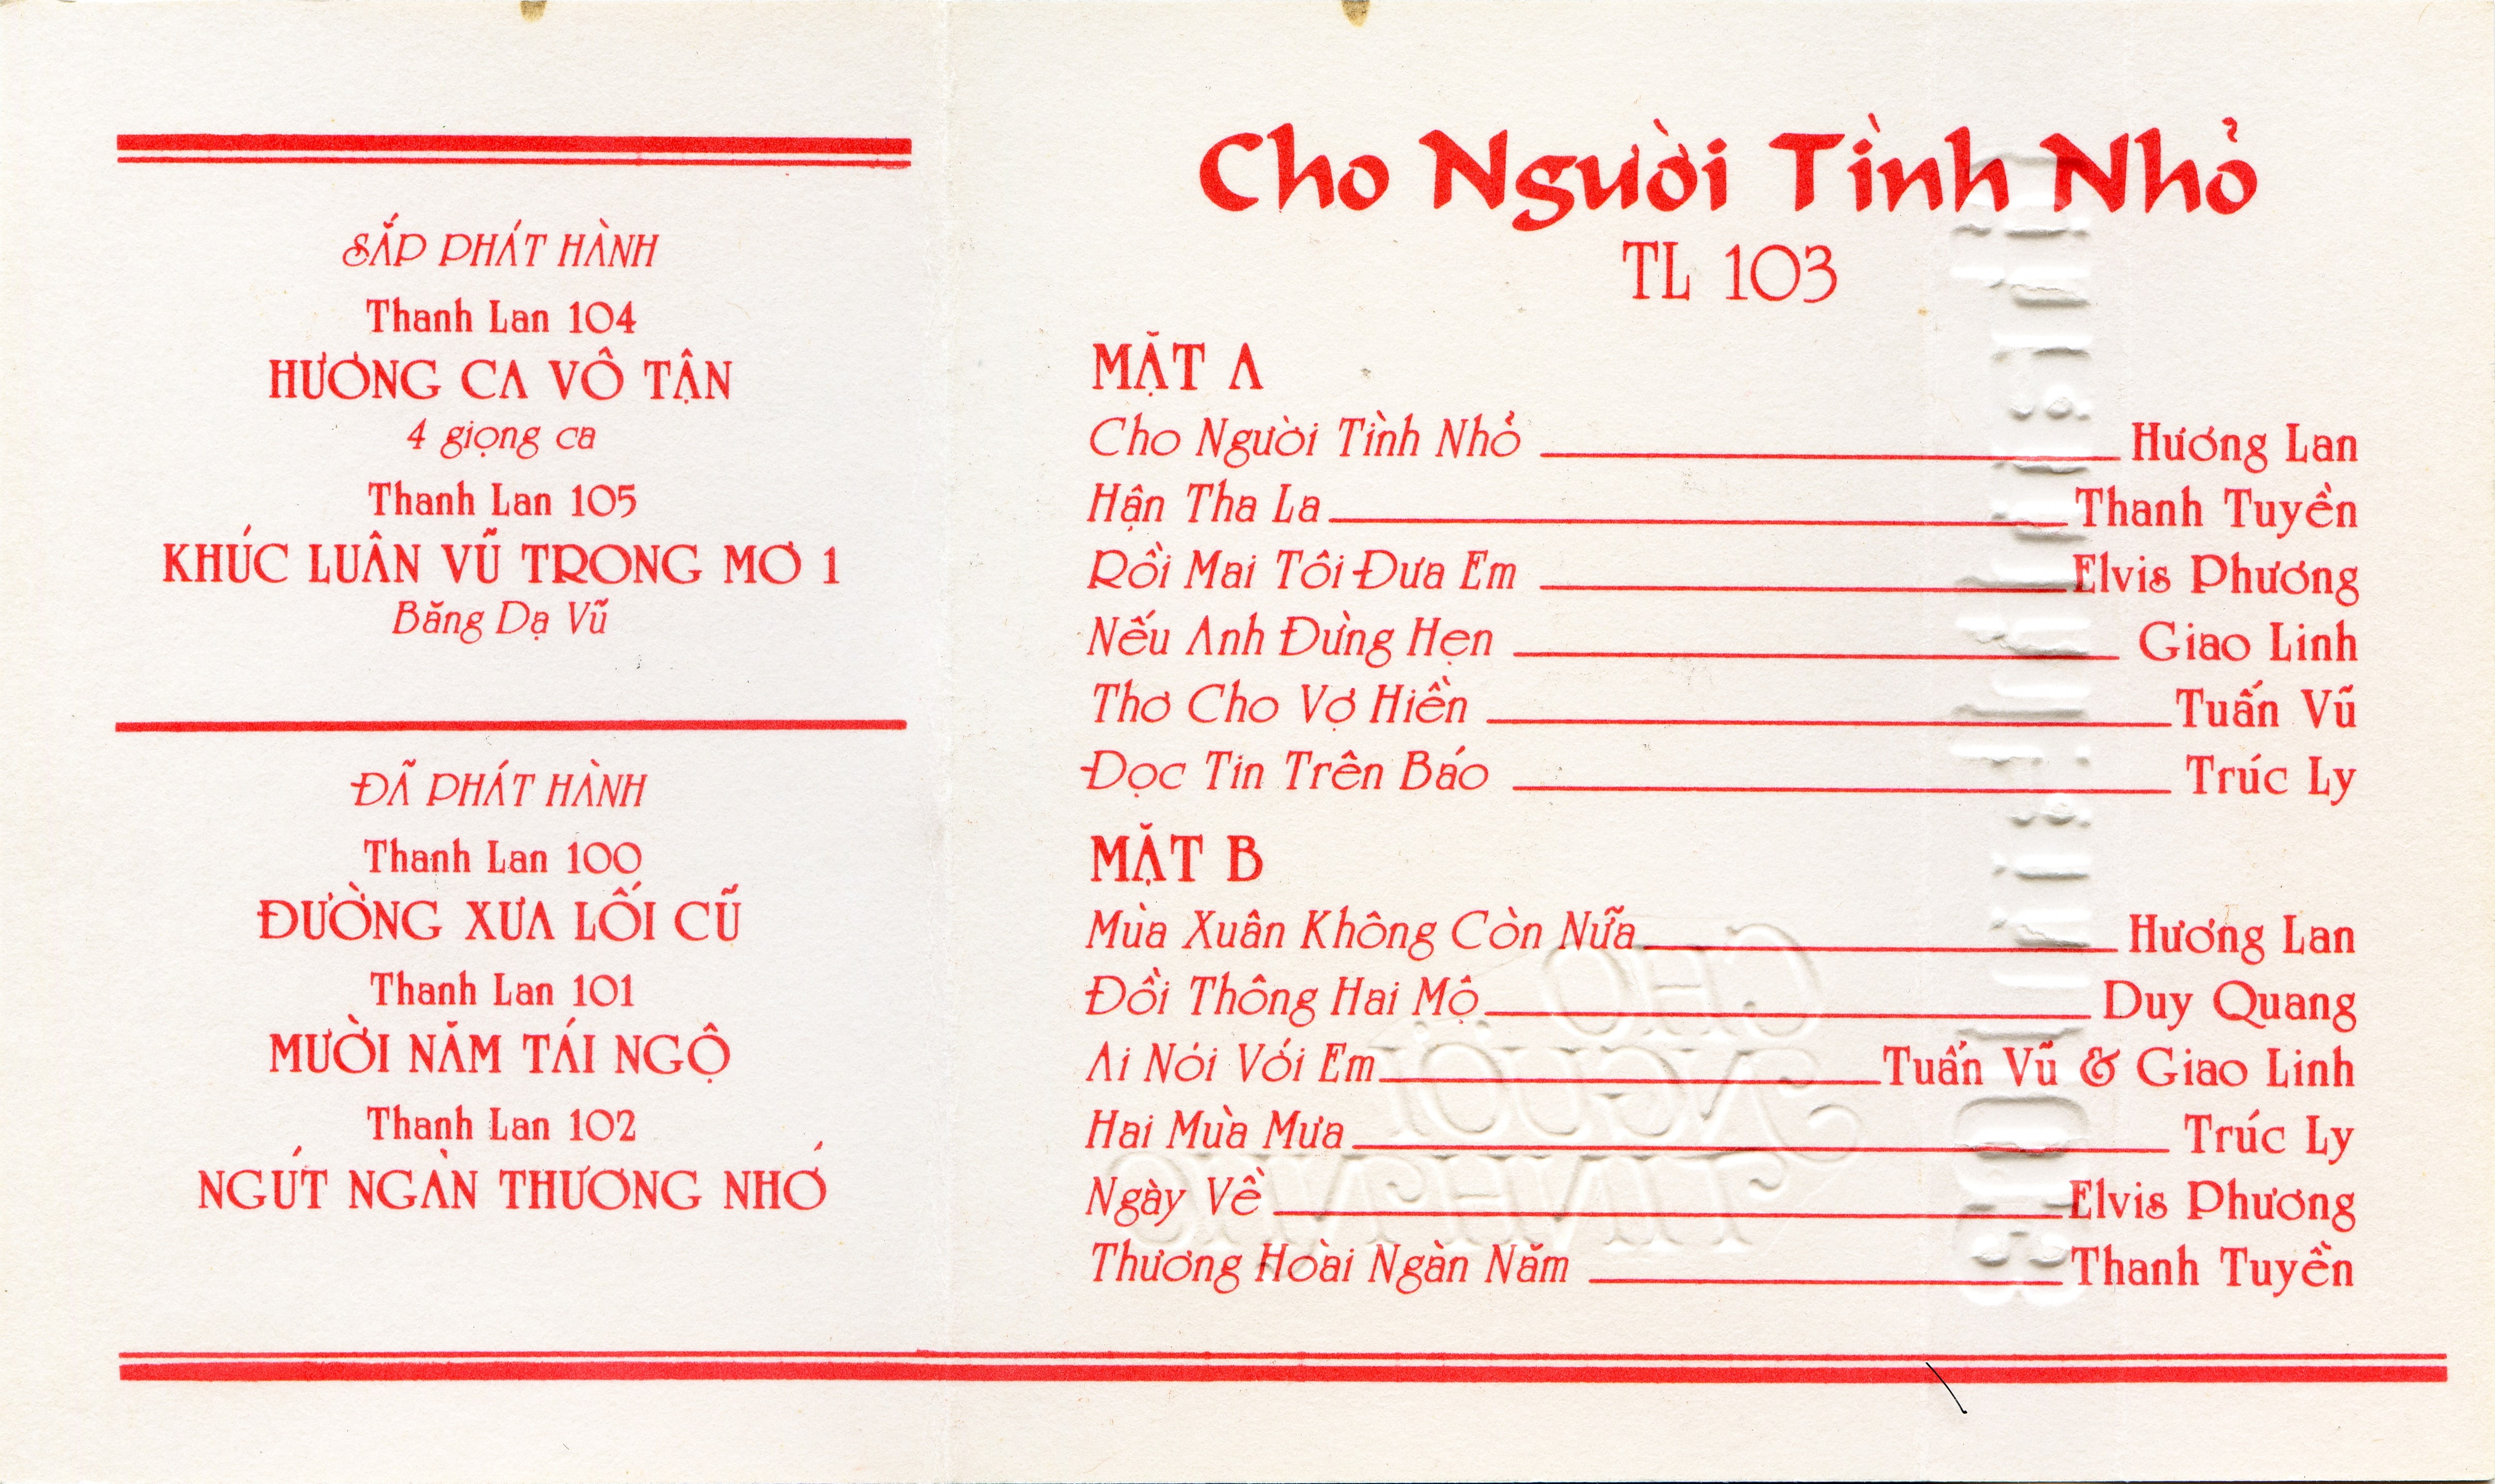 SẮP PHÁT HÀNH
Thanh Lan 104
HƯƠNG CA VÔ TẬN
4 giọng ca
Thanh Lan 105
KHÚC LUÂN VŨ TRONG MƠ 1
Băng Dạ Vũ
ĐÃ PHÁT HÀNH
Thanh Lan 100
ĐƯỜNG XƯA LỐI CŨ
Thanh Lan 101
MƯỜI NĂM TÁI NGỘ
Thanh Lan 102
NGÚT NGÀN THƯƠNG NHỚ
Cho Người Tình Nhỏ
TL 103
MẶT A
Cho Người Tình Nhỏ Hương Lan
Hận Tha La Thanh Tuyền
Rồi Mai Tôi Đưa Em Elvis Phương
Nếu Anh Đừng Hẹn Giao Linh
Thơ Cho Vợ Hiền Tuấn Vũ
Đọc Tin Trên Báo Trúc Ly
MẶT B
Mùa Xuân Không Còn Nữa Hương Lan
Đồi Thông Hai Mộ Duy Quang
Ai Nói Với Em Tuấn Vũ & Giao Linh
Hai Mùa Mưa Trúc Ly
Ngày Về Elvis Phương
Thương Hoài Ngàn Năm Thanh Tuyền